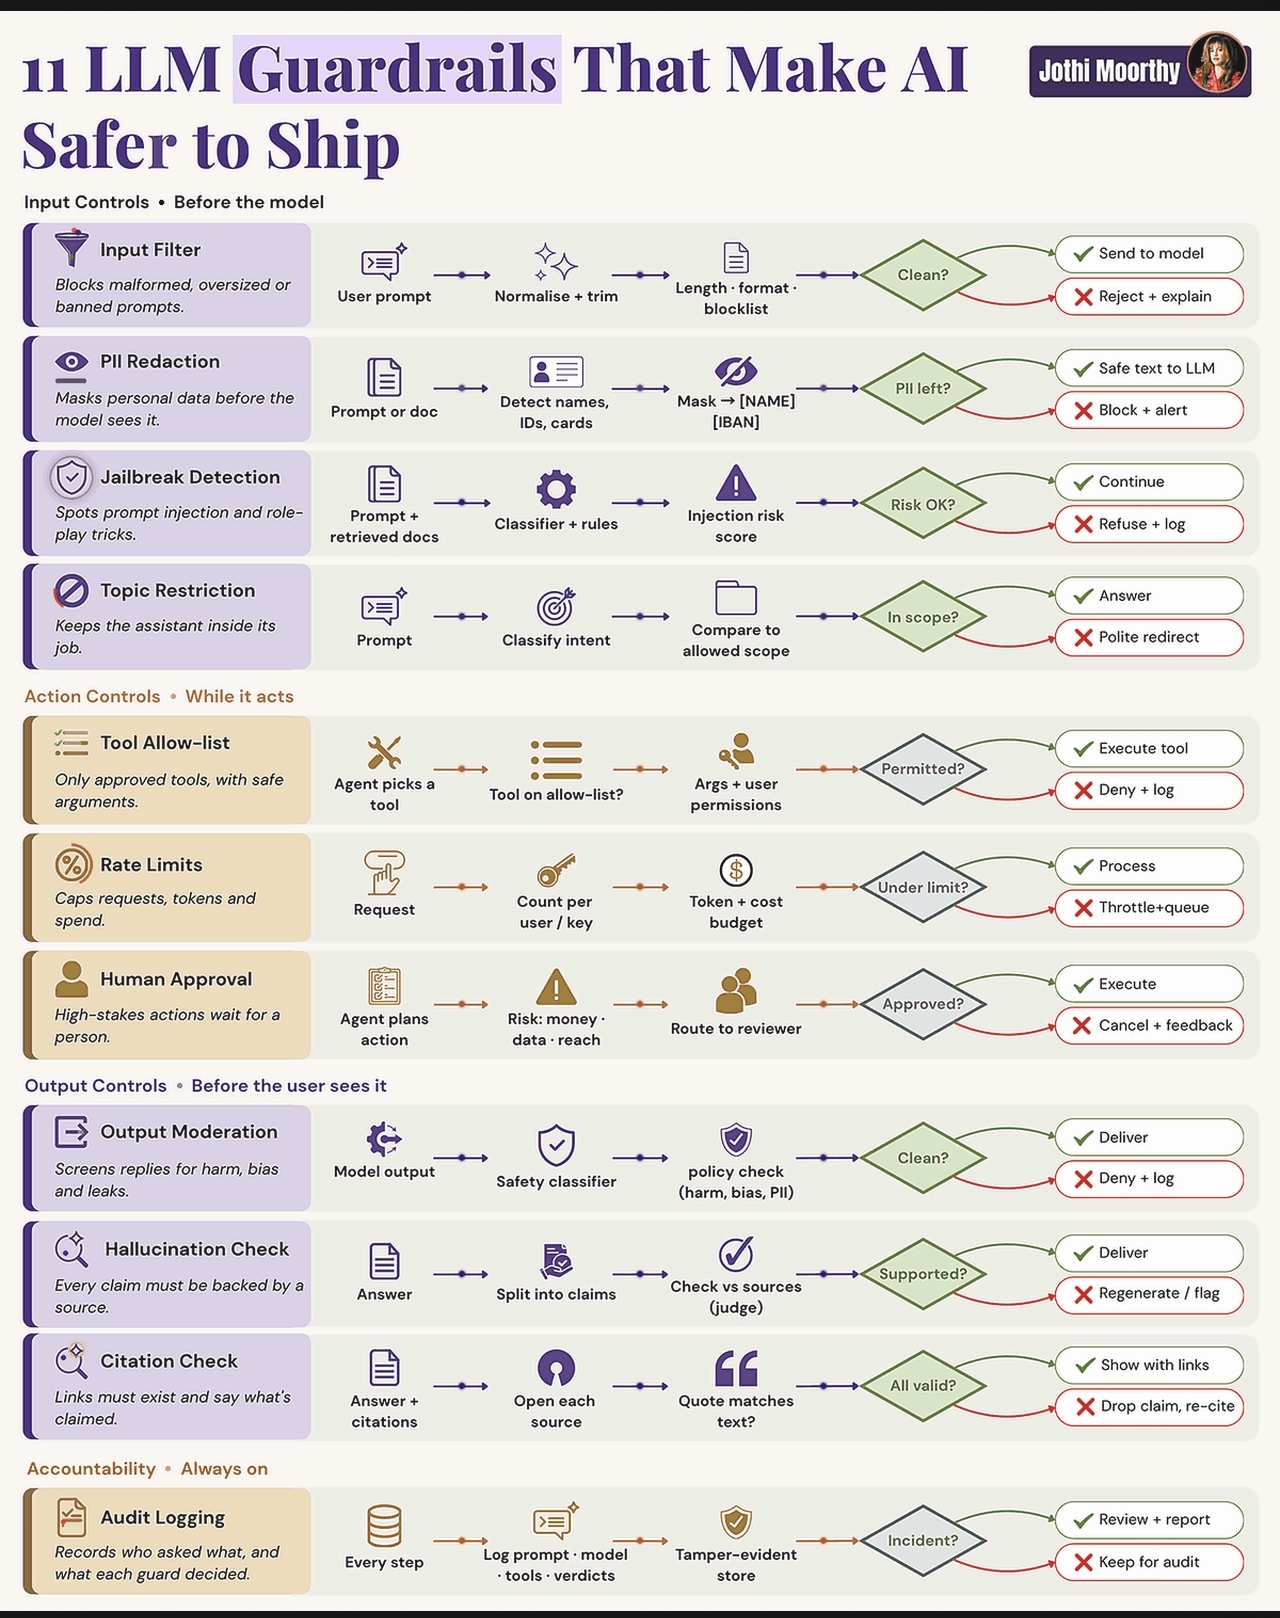 11 LLM Guardrails That Make AI
Safer to Ship
Jothi Moorthy
Input Controls • Before the model
Input Filter
Blocks malformed, oversized or
banned prompts.
User prompt
Normalise + trim
Length · format ·
blocklist
Clean?
Send to model
Reject + explain
PII Redaction
Masks personal data before the
model sees it.
Prompt or doc
Detect names,
IDs, cards
Mask → [NAME]
[IBAN]
PII left?
Safe text to LLM
Block + alert
Jailbreak Detection
Spots prompt injection and role-
play tricks.
Prompt +
retrieved docs
Classifier + rules
Injection risk
score
Risk OK?
Continue
Refuse + log
Topic Restriction
Keeps the assistant inside its
job.
Prompt
Classify intent
Compare to
allowed scope
In scope?
Answer
Polite redirect
Action Controls • While it acts
Tool Allow-list
Only approved tools, with safe
arguments.
Agent picks a
tool
Tool on allow-list?
Args + user
permissions
Permitted?
Execute tool
Deny + log
Rate Limits
Caps requests, tokens and
spend.
Request
Count per
user / key
Token + cost
budget
Under limit?
Process
Throttle+queue
Human Approval
High-stakes actions wait for a
person.
Agent plans
action
Risk: money ·
data · reach
Route to reviewer
Approved?
Execute
Cancel + feedback
Output Controls • Before the user sees it
Output Moderation
Screens replies for harm, bias
and leaks.
Model output
Safety classifier
policy check
(harm, bias, PII)
Clean?
Deliver
Deny + log
Hallucination Check
Every claim must be backed by a
source.
Answer
Split into claims
Check vs sources
(judge)
Supported?
Deliver
Regenerate / flag
Citation Check
Links must exist and say what's
claimed.
Answer +
citations
Open each
source
Quote matches
text?
All valid?
Show with links
Drop claim, re-cite
Accountability • Always on
Audit Logging
Records who asked what, and
what each guard decided.
Every step
Log prompt · model
· tools · verdicts
Tamper-evident
store
Incident?
Review + report
Keep for audit